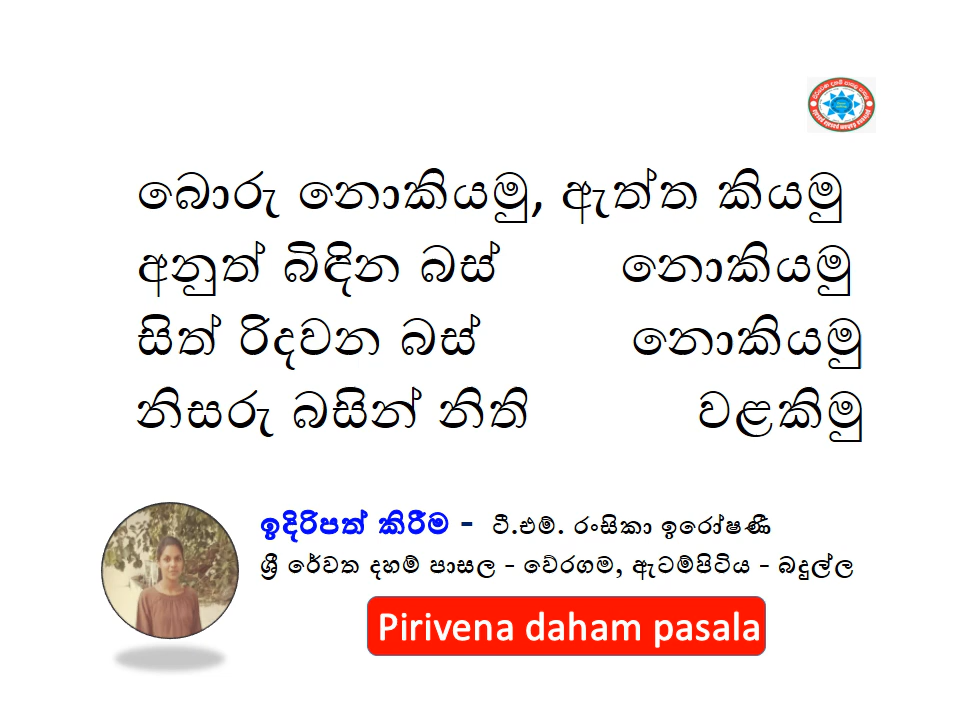 බොරු නොකියමු, ඇත්ත කියමු
අනුන් බිඳින බස් නොකියමු
සිත් රිදවන බස් නොකියමු
නිසරු බසින් නිති වළකිමු
ඉදිරිපත් කිරීම - ටී.එම්. රංසිකා ඉරෝෂණී
ශ්‍රී රේවත දහම් පාසල - වේරගම, ඇටම්පිටිය - බදුල්ල
Pirivena daham pasala